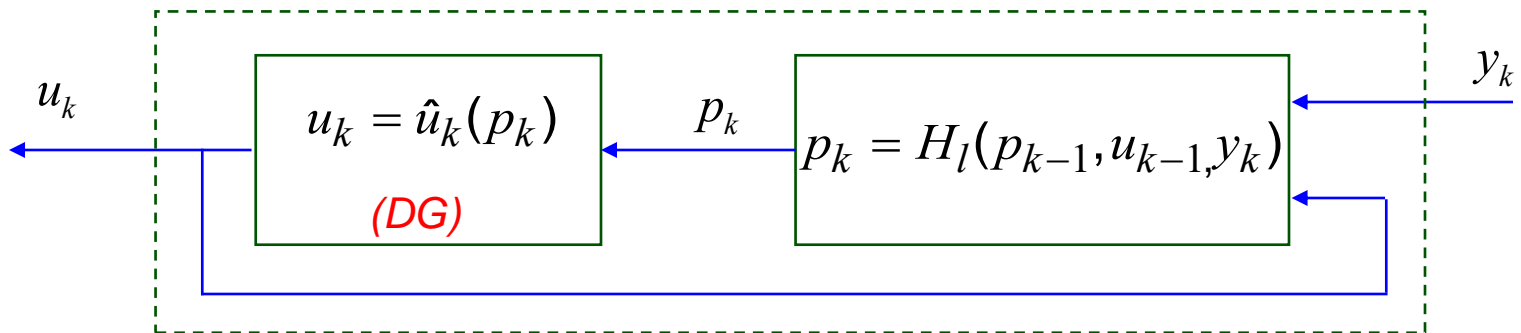 u_k
u_k = û_k(p_k)
(DG)
p_k
p_k = H_l(p_{k-1}, u_{k-1}, y_k)
y_k